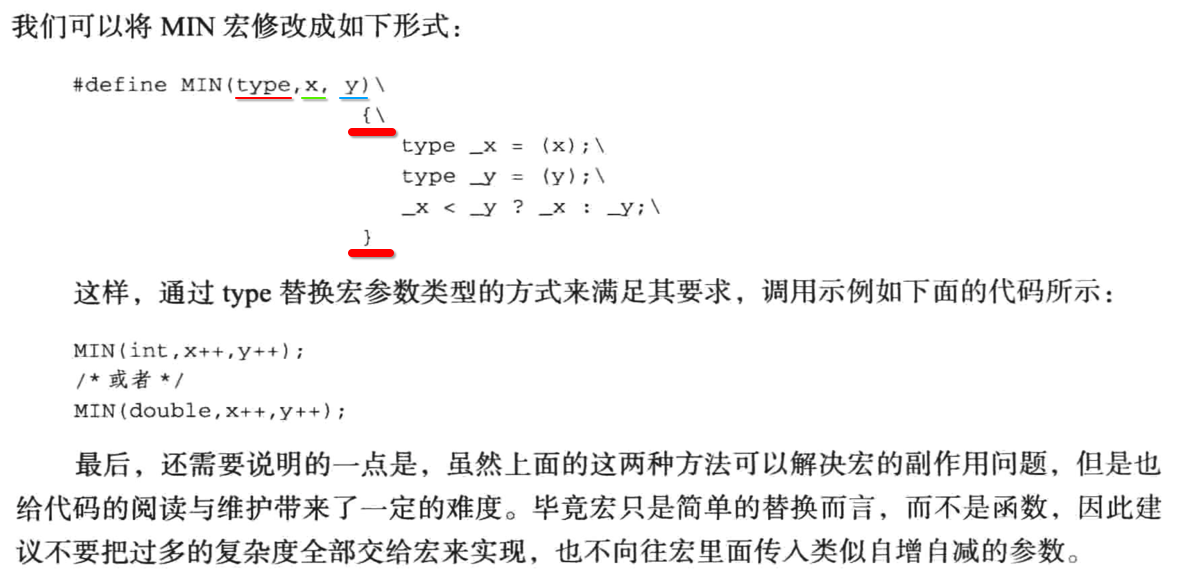 我们可以将 MIN 宏修改成如下形式：
#define MIN(type,x, y)\
{\
type _x = (x);\
type _y = (y);\
_x < _y ? _x : _y;\
}
这样，通过 type 替换宏参数类型的方式来满足其要求，调用示例如下面的代码所示：
MIN(int,x++,y++);
/* 或者 */
MIN(double,x++,y++);
最后，还需要说明的一点是，虽然上面的这两种方法可以解决宏的副作用问题，但是也
给代码的阅读与维护带来了一定的难度。毕竟宏只是简单的替换而言，而不是函数，因此建
议不要把过多的复杂度全部交给宏来实现，也不向往宏里面传入类似自增自减的参数。